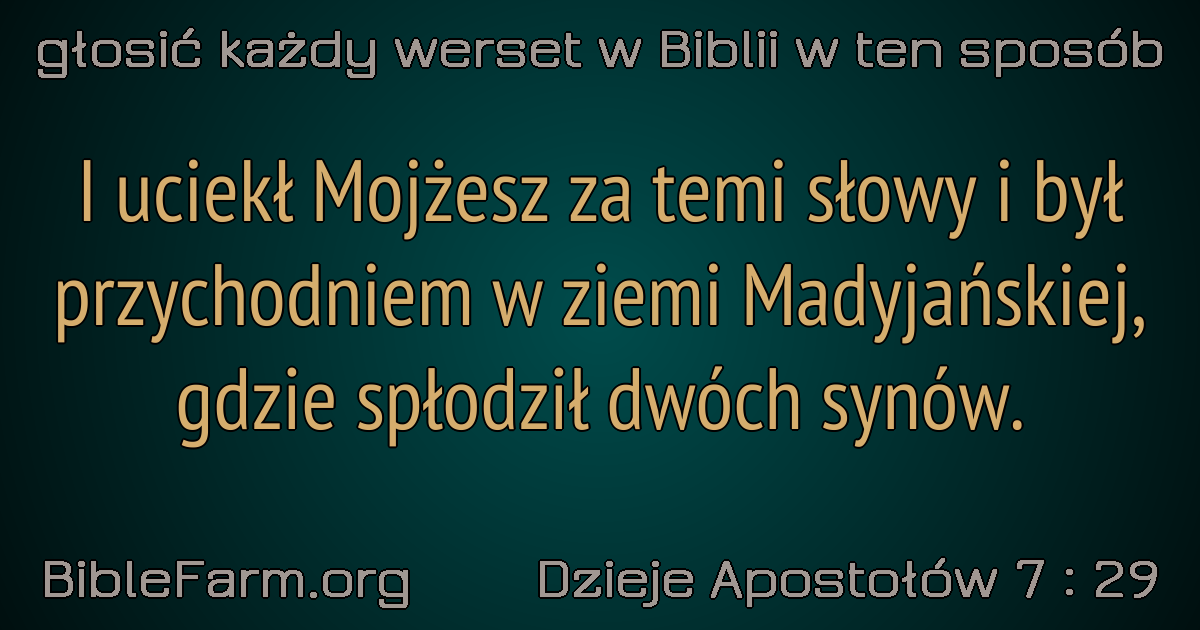 głosić każdy werset w Biblii w ten sposób
I uciekł Mojżesz za temi słowy i był
przychodniem w ziemi Madyjańskiej,
gdzie spłodził dwóch synów.
BibleFarm.org
Dzieje Apostołów 7 : 29